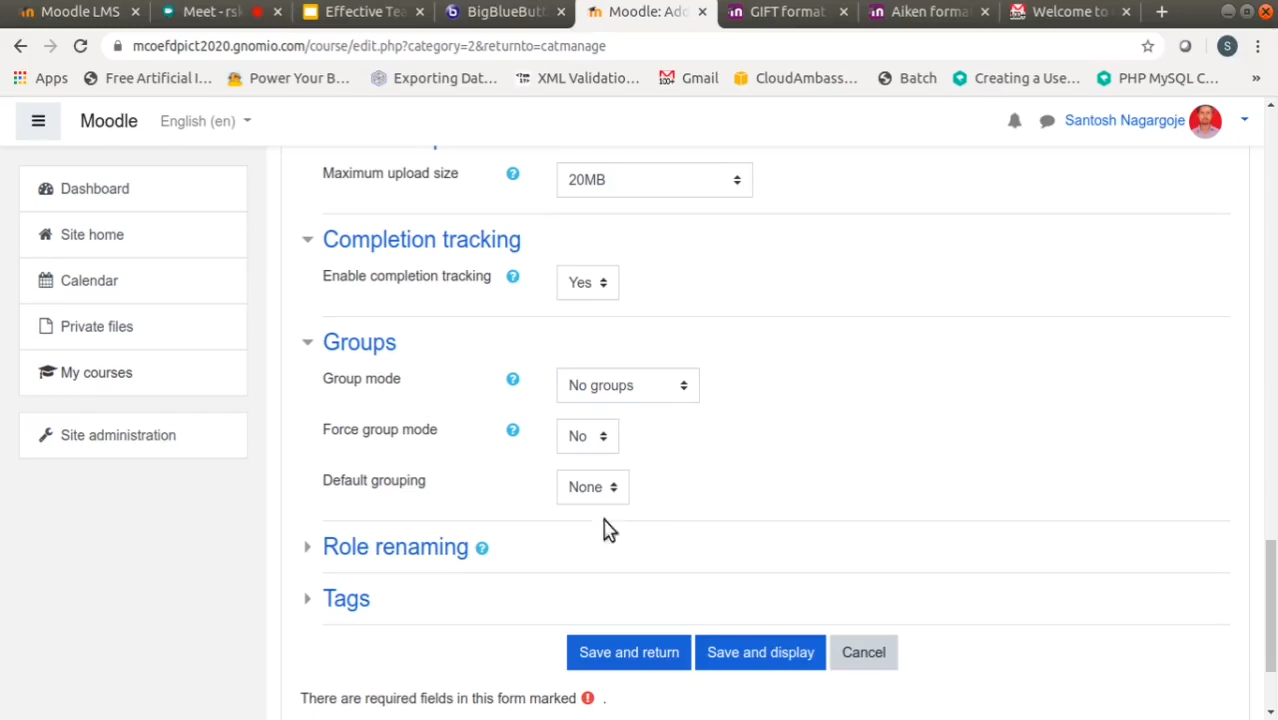 Moodle LMS
Meet - rsk
Effective Tea
BigBlueButt
Moodle: Add
GIFT format
Aiken forma
Welcome to
mcoefdpict2020.gnomio.com/course/edit.php?category=2&returnto=catmanage
S
Apps
Free Artificial I...
Power Your B...
Exporting Dat...
XML Validatio...
Gmail
CloudAmbass...
Batch
Creating a Use...
PHP MySQL C...
»
Moodle
English (en)
Santosh Nagargoje
Dashboard
Site home
Calendar
Private files
My courses
Site administration
Maximum upload size
20MB
Completion tracking
Enable completion tracking
Yes
Groups
Group mode
No groups
Force group mode
No
Default grouping
None
Role renaming
Tags
Save and return
Save and display
Cancel
There are required fields in this form marked .